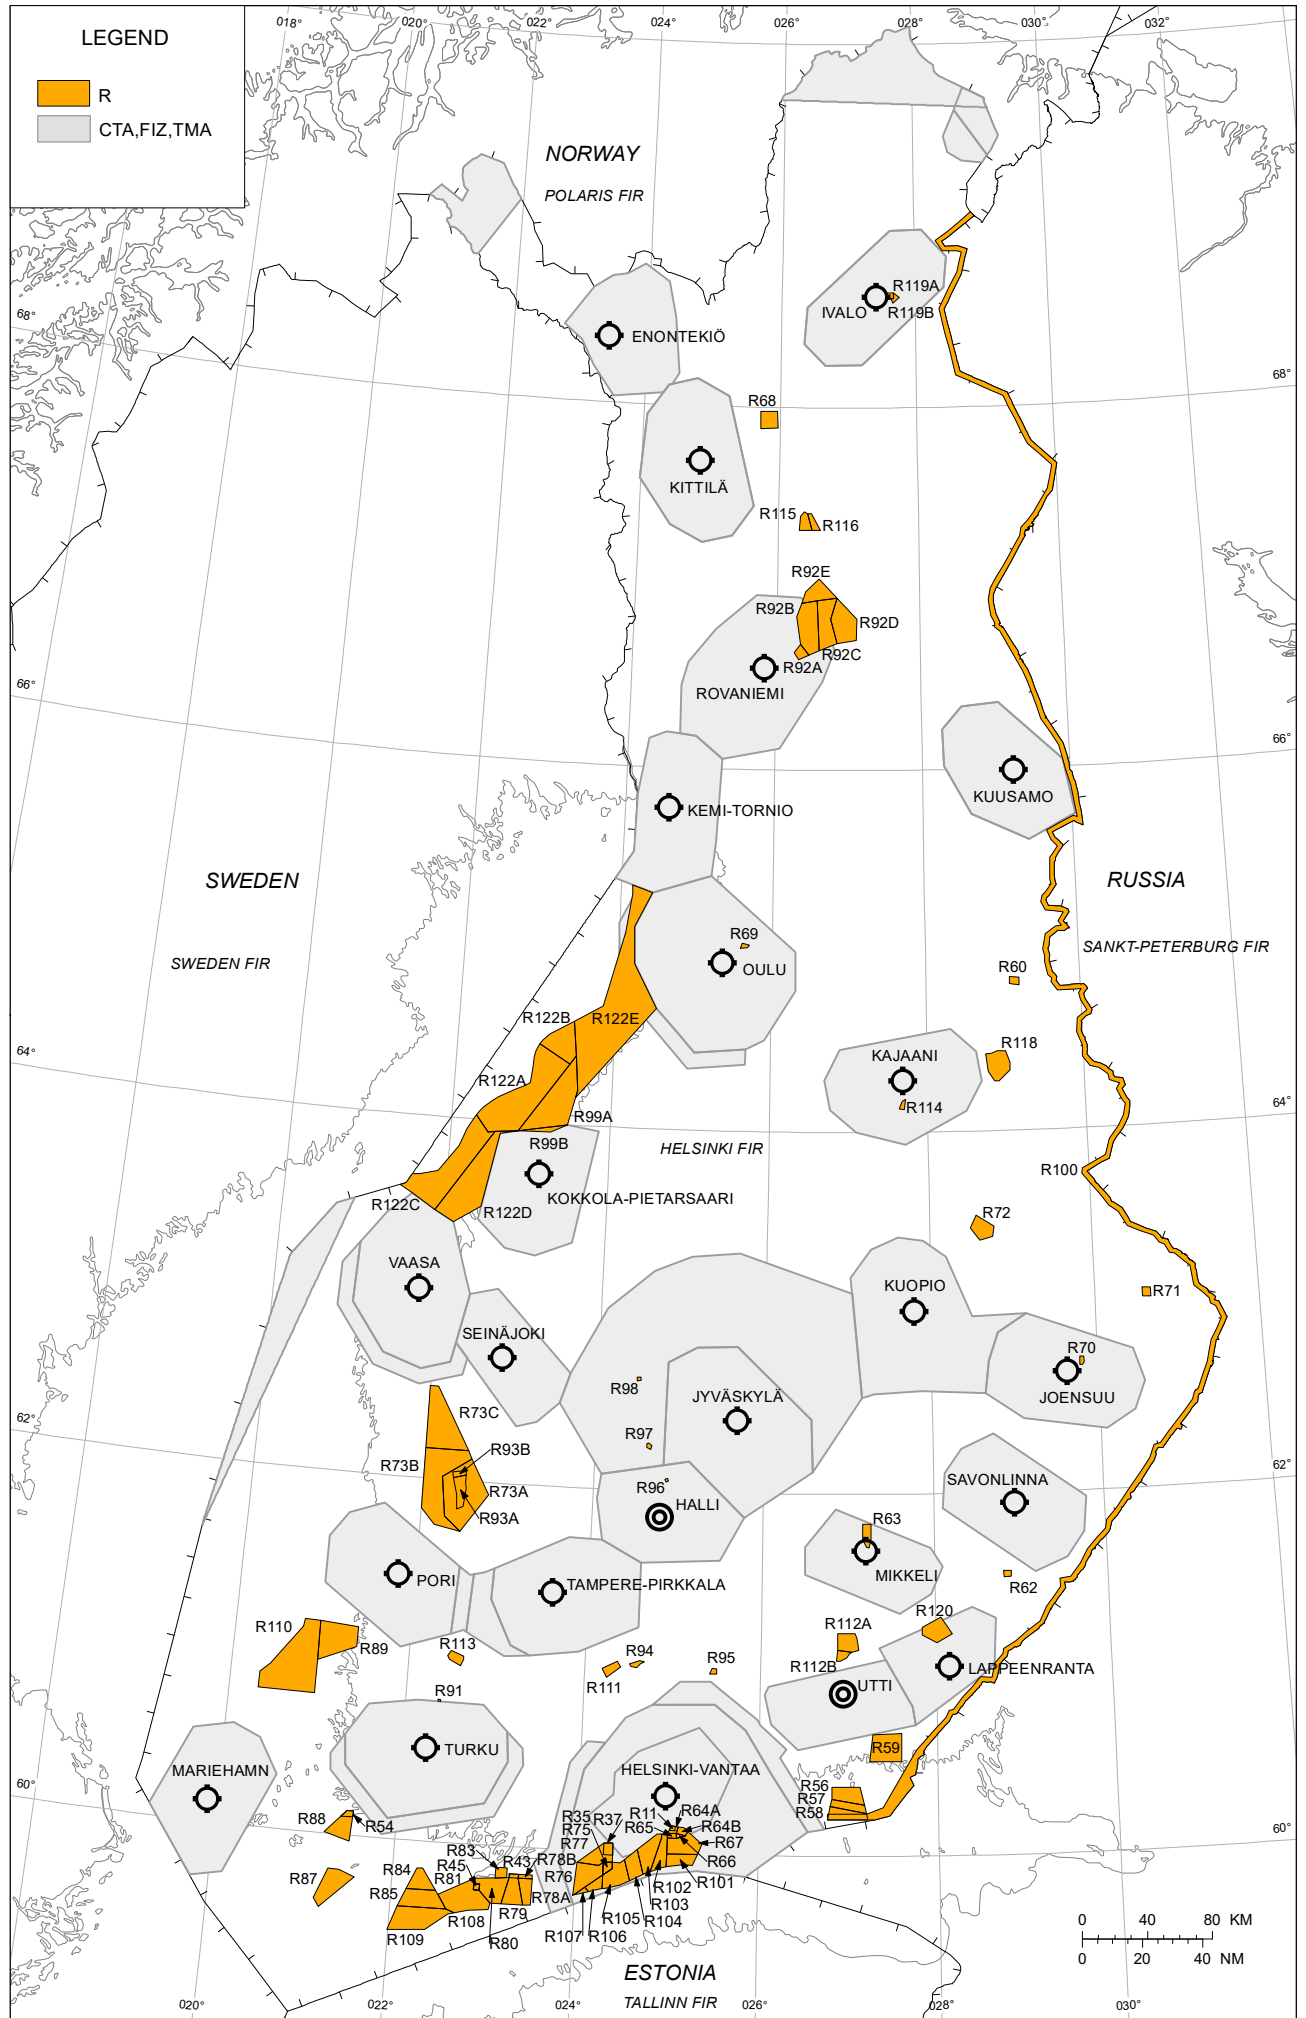 018°
020°
022°
024°
026°
028°
030°
032°
LEGEND
R
CTA,FIZ,TMA
NORWAY
POLARIS FIR
R119A
IVALO
R119B
68°
ENONTEKIÖ
68°
R68
KITTILÄ
R115
R116
R92E
R92B
R92D
R92C
R92A
ROVANIEMI
66°
66°
KUUSAMO
KEMI-TORNIO
SWEDEN
RUSSIA
R69
SWEDEN FIR
SANKT-PETERBURG FIR
OULU
R60
R122B
R122E
64°
R118
KAJAANI
R122A
R114
R99A
64°
R99B
HELSINKI FIR
R100
KOKKOLA-PIETARSAARI
R122C
R122D
R72
VAASA
KUOPIO
R71
SEINÄJOKI
R70
R98
JYVÄSKYLÄ
JOENSUU
R73C
62°
R97
R93B
R73B
62°
R96
SAVONLINNA
R73A
HALLI
R93A
R63
PORI
MIKKELI
R62
TAMPERE-PIRKKALA
R110
R120
R112A
R89
R113
R94
R95
R112B
LAPPEENRANTA
R111
UTTI
R91
TURKU
R59
MARIEHAMN
HELSINKI-VANTAA
60°
R56
R57
R58
R88
R54
R35
R37
R11
R64A
R75
R65
R64B
R77
R67
60°
R83
R78B
R66
R45
R43
R76
R84
R81
R101
R87
R102
R85
R78A
R103
R108
R79
R105
R104
R109
R80
R107
R106
0 40 80 KM
0 20 40 NM
ESTONIA
TALLINN FIR
020°
022°
024°
026°
028°
030°